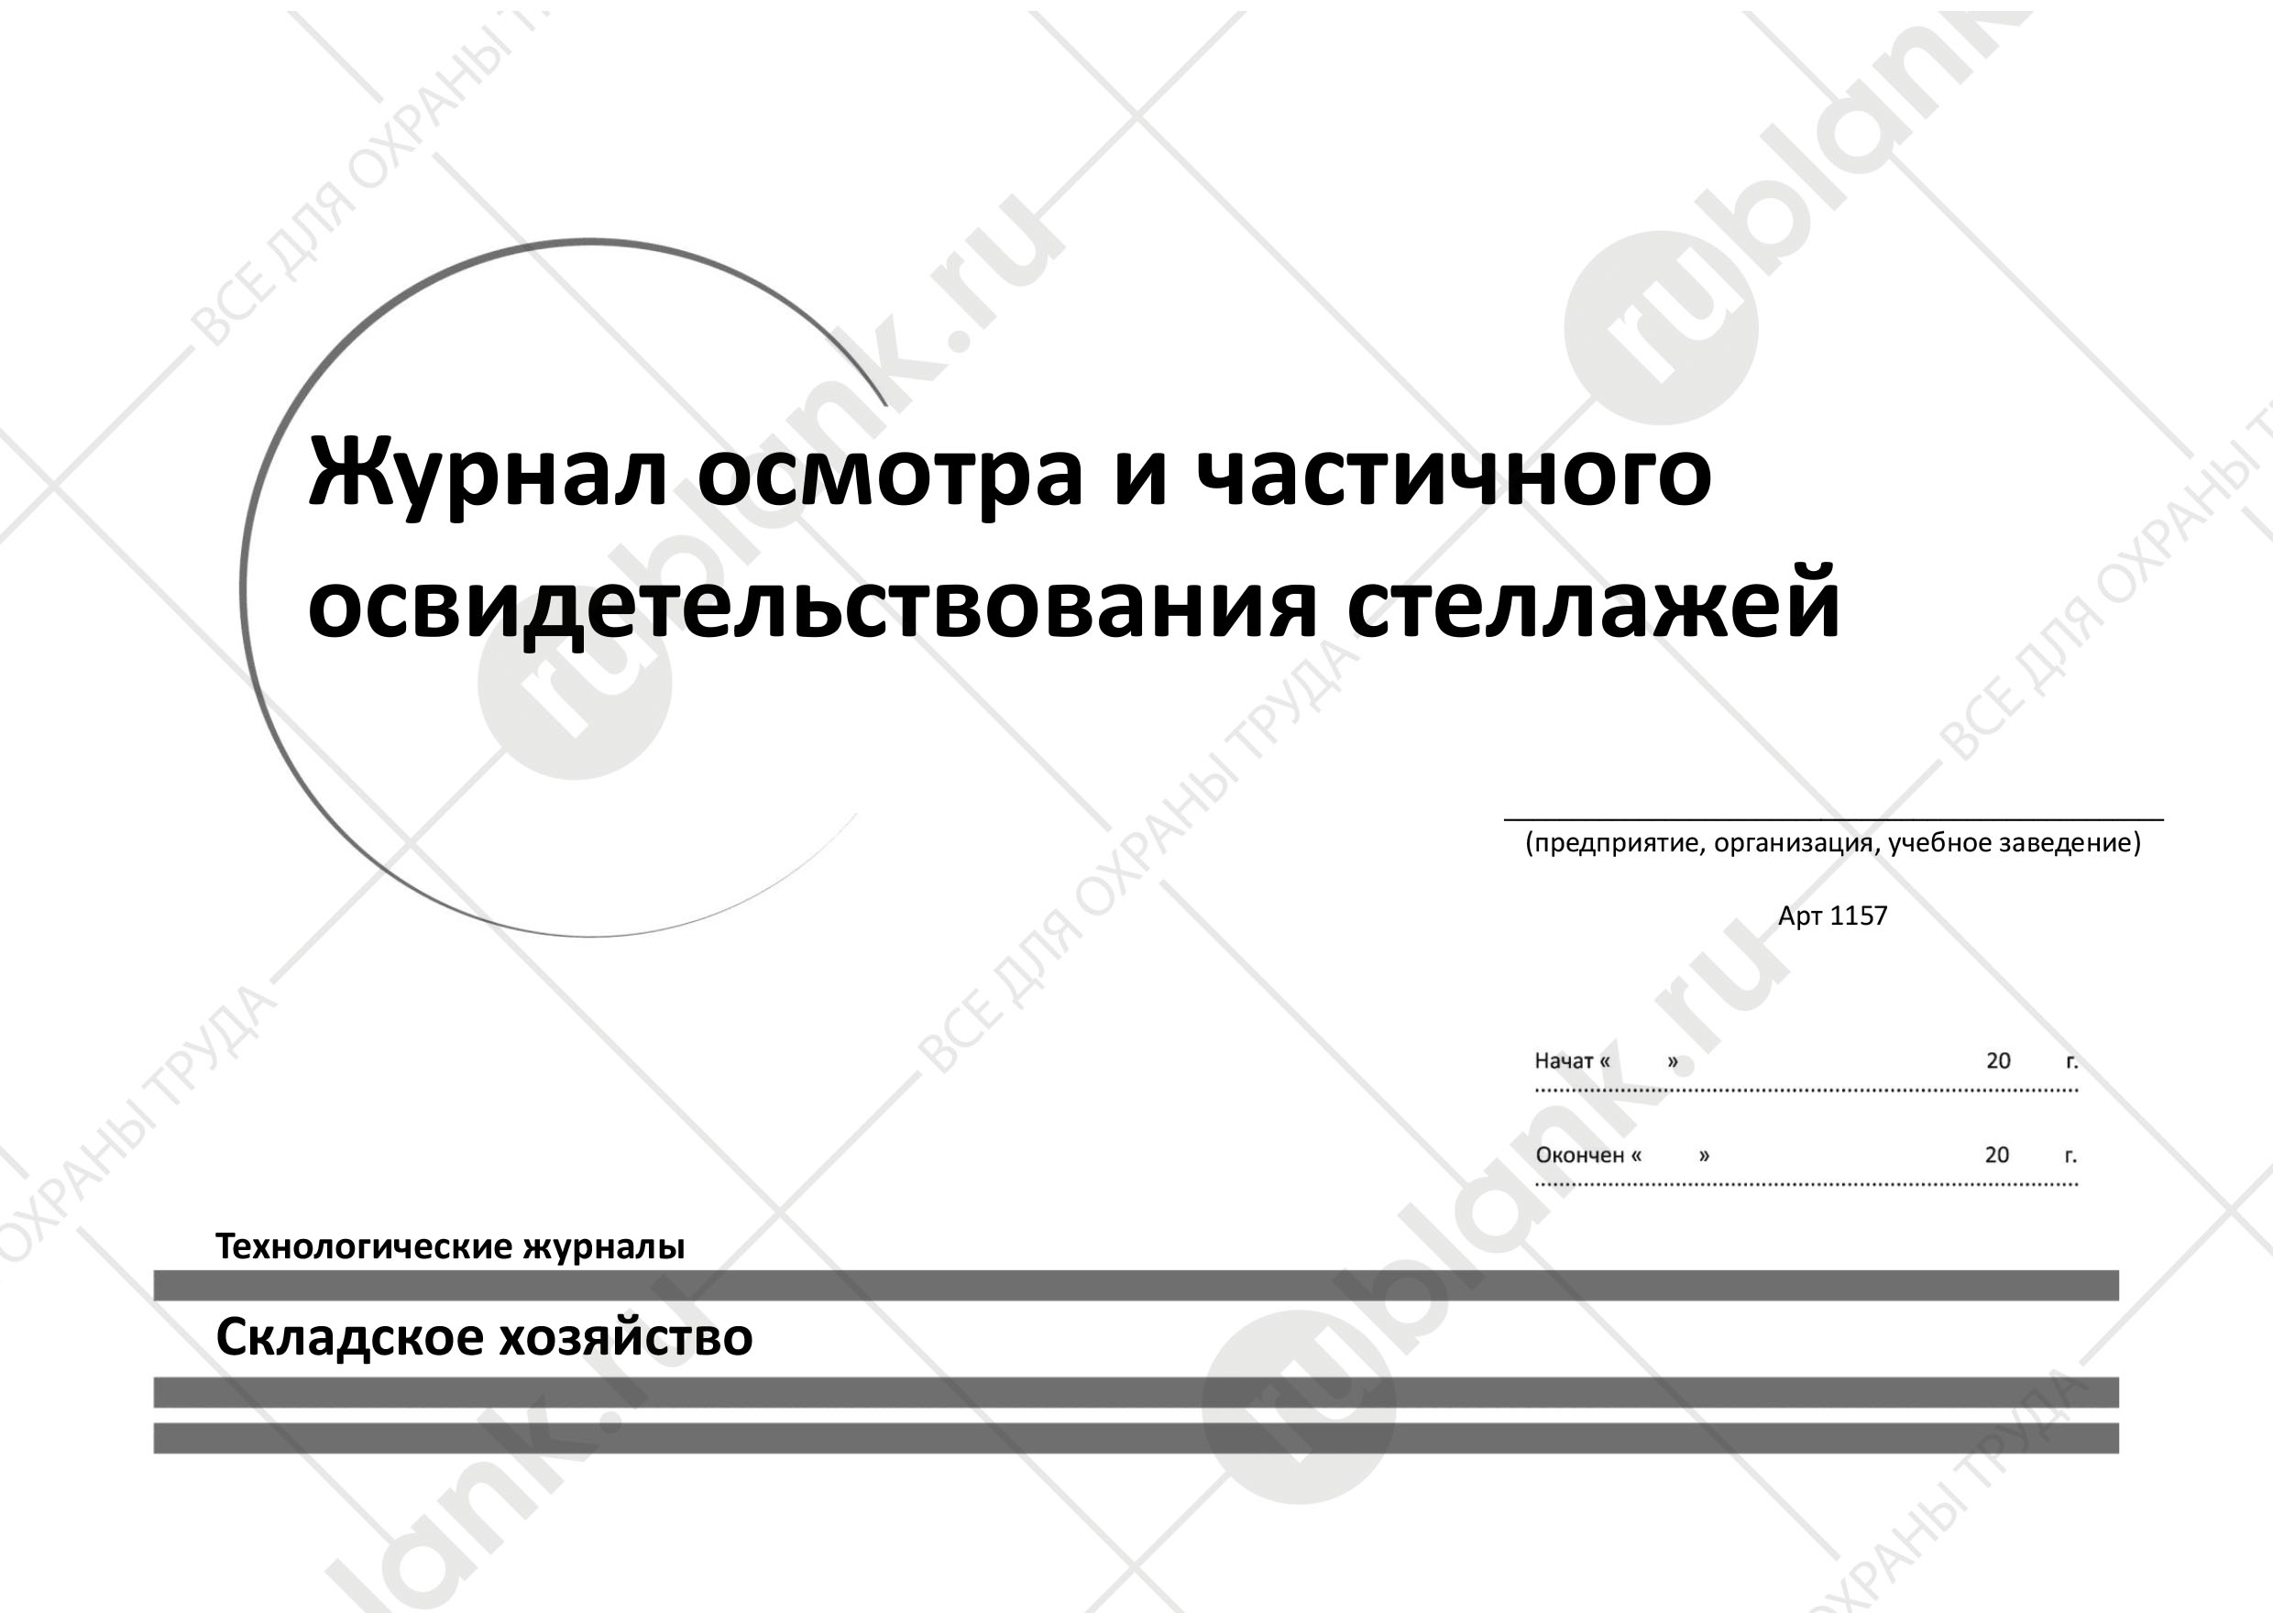 Журнал осмотра и частичного
освидетельствования стеллажей
(предприятие, организация, учебное заведение)
Арт 1157
Начат « » 20 г.
Окончен « » 20 г.
Технологические журналы
Складское хозяйство
rublank.ru
ВСЕ ДЛЯ ОХРАНЫ ТРУДА